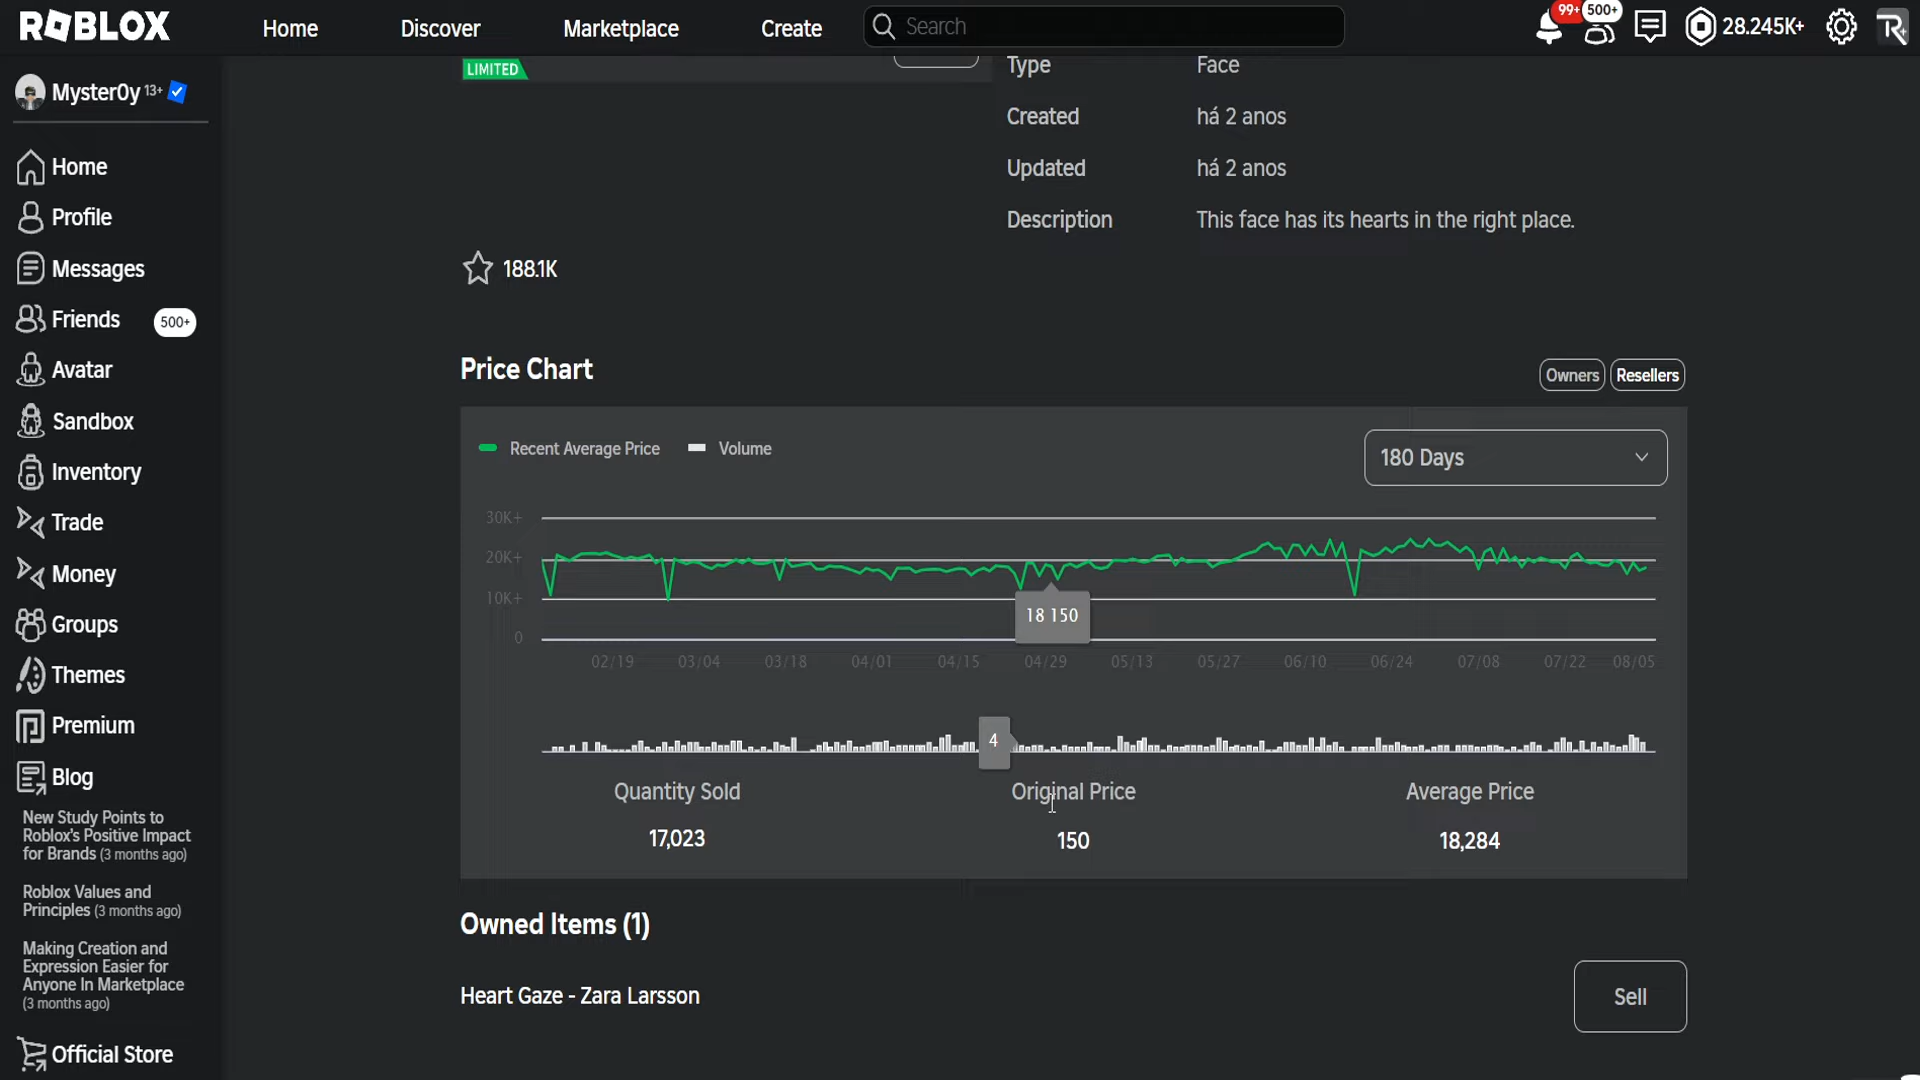 ROBLOX
Home
Discover
Marketplace
Create
Search
99+
500+
28.245K+
Myster0y 13+
Home
Profile
Messages
Friends
500+
Avatar
Sandbox
Inventory
Trade
Money
Groups
Themes
Premium
Blog
New Study Points to
Roblox's Positive Impact
for Brands (3 months ago)
Roblox Values and
Principles (3 months ago)
Making Creation and
Expression Easier for
Anyone In Marketplace
(3 months ago)
Official Store
LIMITED
Type Face
Created há 2 anos
Updated há 2 anos
Description This face has its hearts in the right place.
188.1K
Price Chart
Owners
Resellers
Recent Average Price
Volume
180 Days
30K+
20K+
10K+
0
18 150
02/19 03/04 03/18 04/01 04/15 04/29 05/13 05/27 06/10 06/24 07/08 07/22 08/05
4
Quantity Sold
17,023
Original Price
150
Average Price
18,284
Owned Items (1)
Heart Gaze - Zara Larsson
Sell